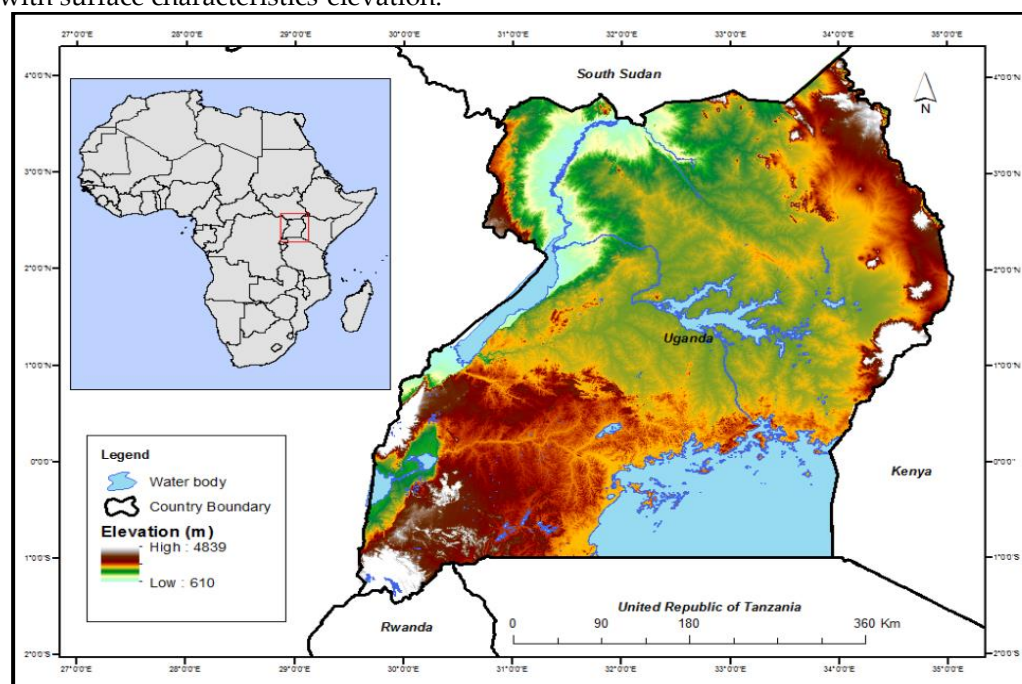 with surface characteristics-elevation.
27°0'0"E 28°0'0"E 29°0'0"E 30°0'0"E 31°0'0"E 32°0'0"E 33°0'0"E 34°0'0"E 35°0'0"E
4°0'0"N 4°0'0"N
South Sudan
N
3°0'0"N 3°0'0"N
2°0'0"N 2°0'0"N
Uganda
1°0'0"N 1°0'0"N
Legend
Water body
Country Boundary
Elevation (m)
High : 4839
Low : 610
0°0'0" 0°0'0"
Kenya
1°0'0"S 1°0'0"S
United Republic of Tanzania
Rwanda
0 90 180 360 Km
2°0'0"S 2°0'0"S
27°0'0"E 28°0'0"E 29°0'0"E 30°0'0"E 31°0'0"E 32°0'0"E 33°0'0"E 34°0'0"E 35°0'0"E